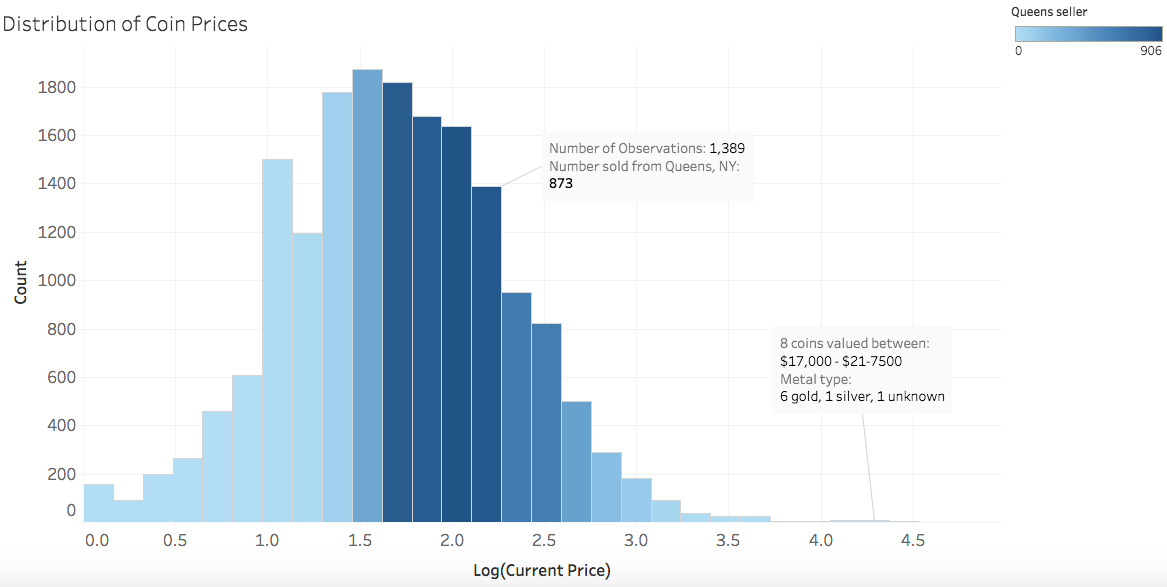 Distribution of Coin Prices
Queens seller
0 906
Count
1800
1600
1400
1200
1000
800
600
400
200
0
Number of Observations: 1,389
Number sold from Queens, NY:
873
8 coins valued between:
$17,000 - $21-7500
Metal type:
6 gold, 1 silver, 1 unknown
0.0 0.5 1.0 1.5 2.0 2.5 3.0 3.5 4.0 4.5
Log(Current Price)